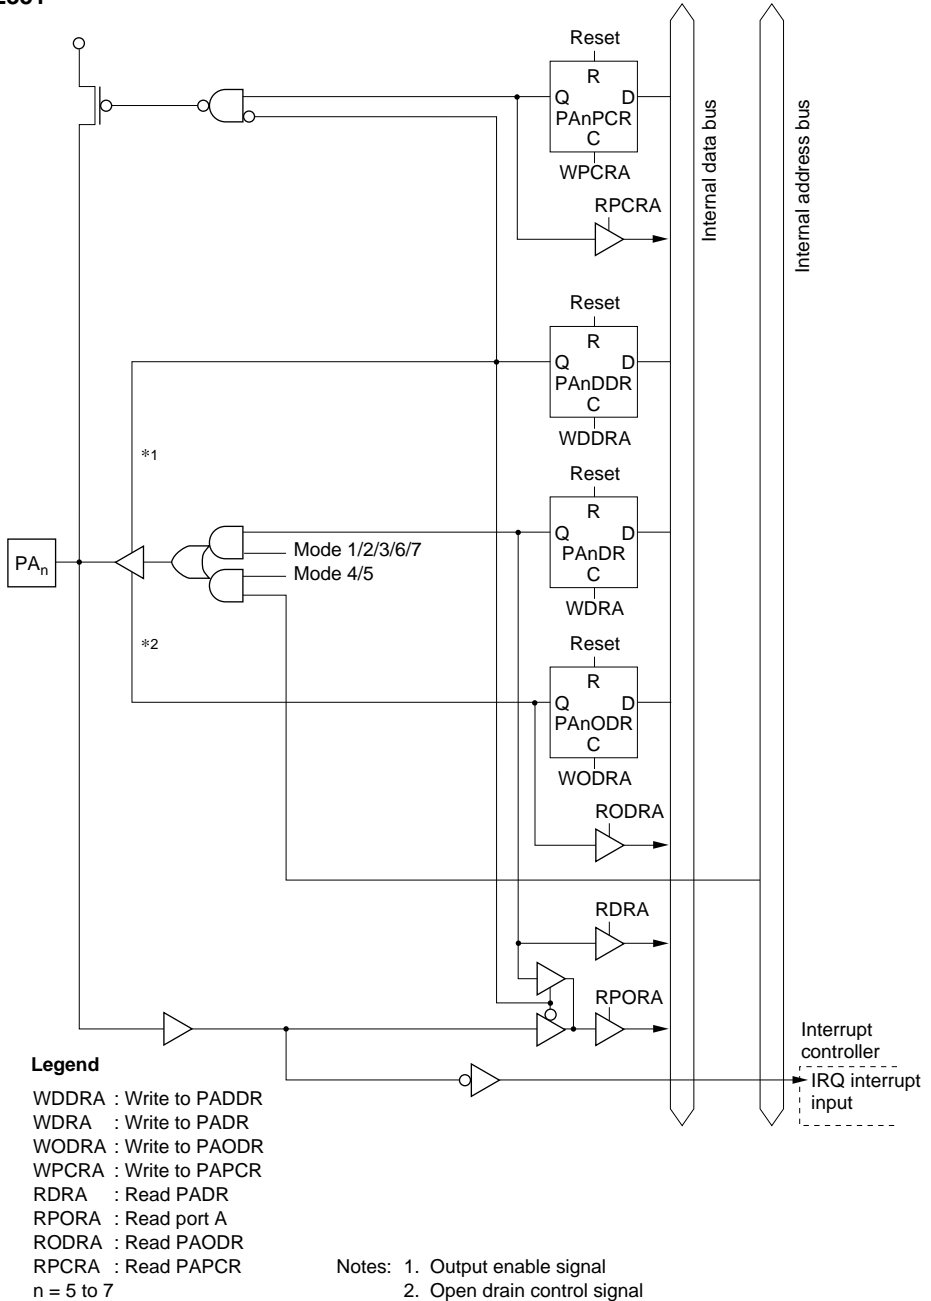 Reset
R
Q D
PAnPCR
C
WPCRA
RPCRA
Internal data bus
Internal address bus
Reset
R
Q D
PAnDDR
C
WDDRA
*1
Reset
R
Q D
PAnDR
C
WDRA
Mode 1/2/3/6/7
Mode 4/5
PAn
*2
Reset
R
Q D
PAnODR
C
WODRA
RODRA
RDRA
RPORA
Interrupt
controller
IRQ interrupt
input
Legend
WDDRA : Write to PADDR
WDRA : Write to PADR
WODRA : Write to PAODR
WPCRA : Write to PAPCR
RDRA : Read PADR
RPORA : Read port A
RODRA : Read PAODR
RPCRA : Read PAPCR
n = 5 to 7
Notes: 1. Output enable signal
2. Open drain control signal